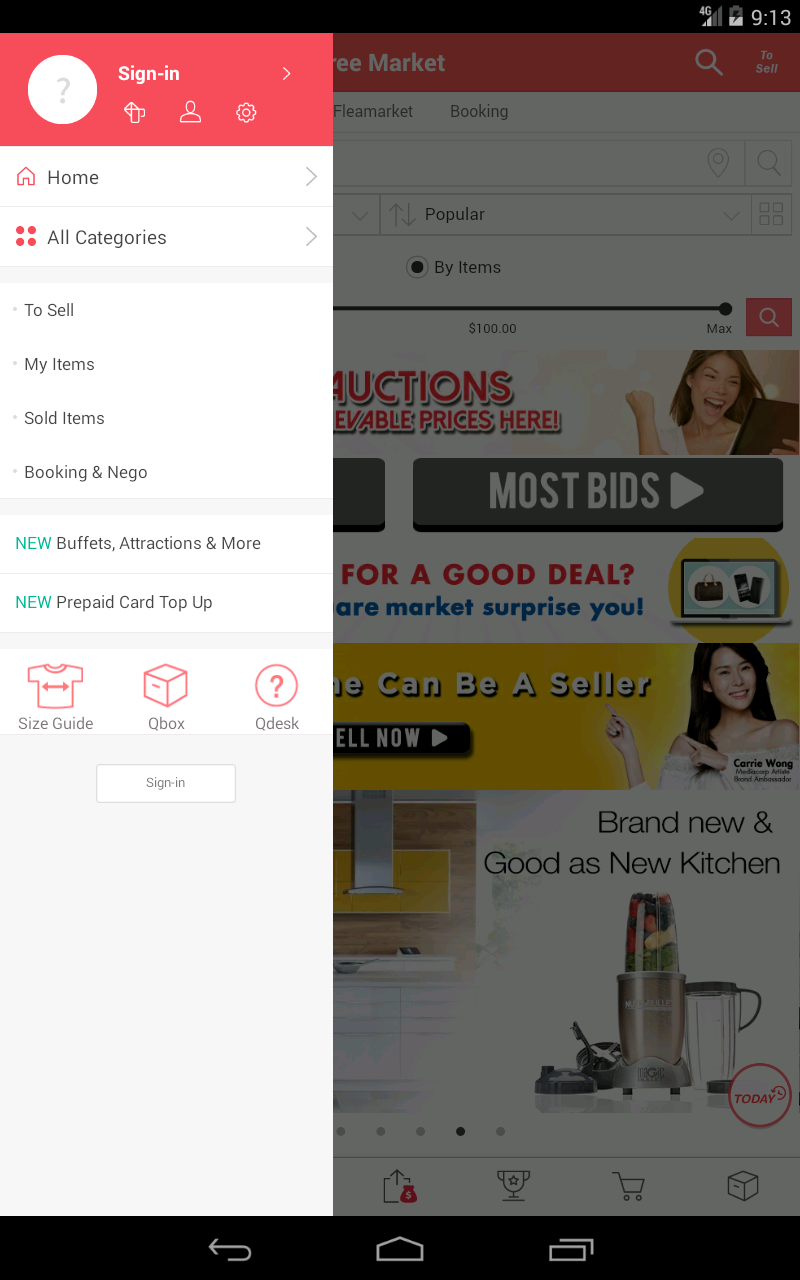 4G 9:13
?
Sign-in
ree Market
To
Sell
Fleamarket
Booking
Home
All Categories
Popular
By Items
$100.00
Max
To Sell
My Items
Sold Items
Booking & Nego
AUCTIONS
EVABLE PRICES HERE!
MOST BIDS
NEW Buffets, Attractions & More
NEW Prepaid Card Top Up
FOR A GOOD DEAL?
are market surprise you!
ne Can Be A Seller
ELL NOW
Carrie Wong
Mediacorp Artiste
Brand Ambassador
?
Size Guide
Qbox
Qdesk
Sign-in
Brand new &
Good as New Kitchen
$
TODAY